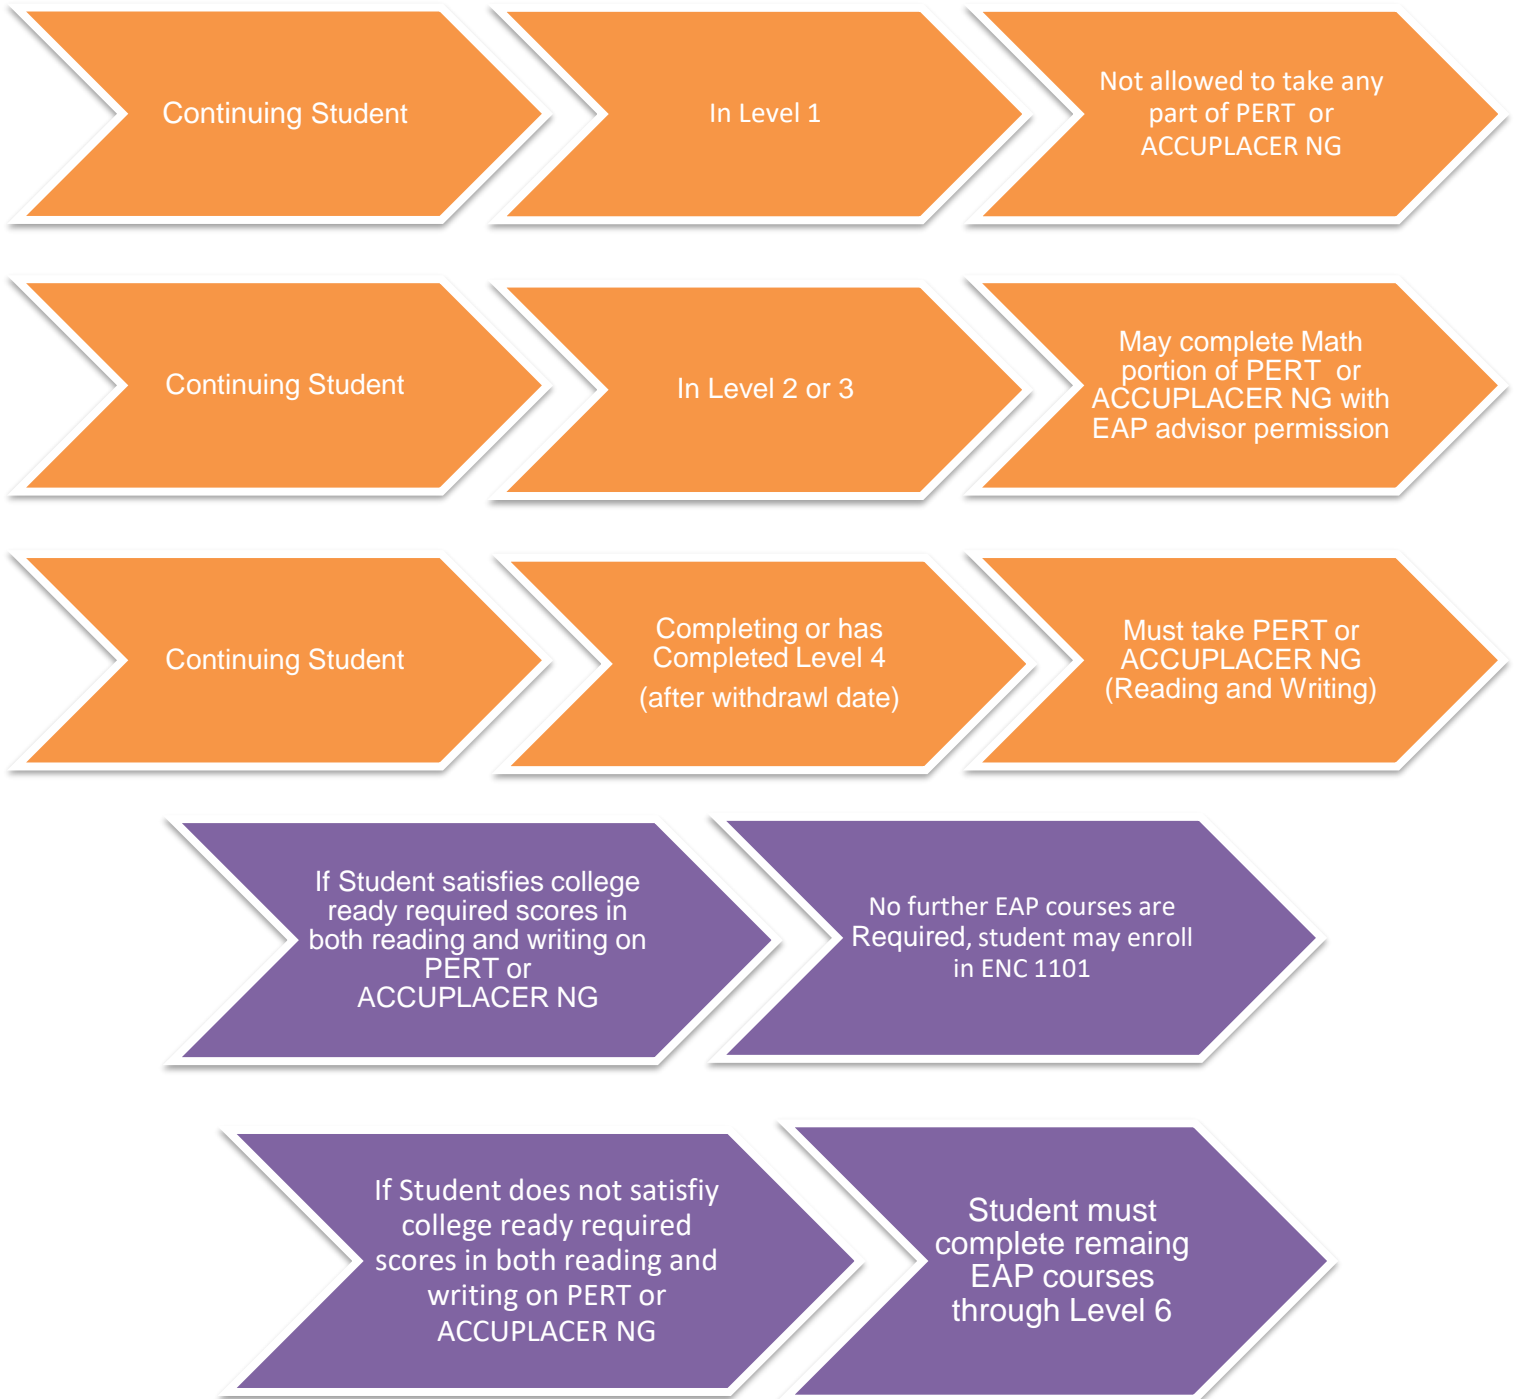 Continuing Student
In Level 1
Not allowed to take any
part of PERT or
ACCUPLACER NG
Continuing Student
In Level 2 or 3
May complete Math
portion of PERT or
ACCUPLACER NG with
EAP advisor permission
Continuing Student
Completing or has
Completed Level 4
(after withdrawl date)
Must take PERT or
ACCUPLACER NG
(Reading and Writing)
If Student satisfies college
ready required scores in
both reading and writing on
PERT or
ACCUPLACER NG
No further EAP courses are
Required, student may enroll
in ENC 1101
If Student does not satisfiy
college ready required
scores in both reading and
writing on PERT or
ACCUPLACER NG
Student must
complete remaing
EAP courses
through Level 6